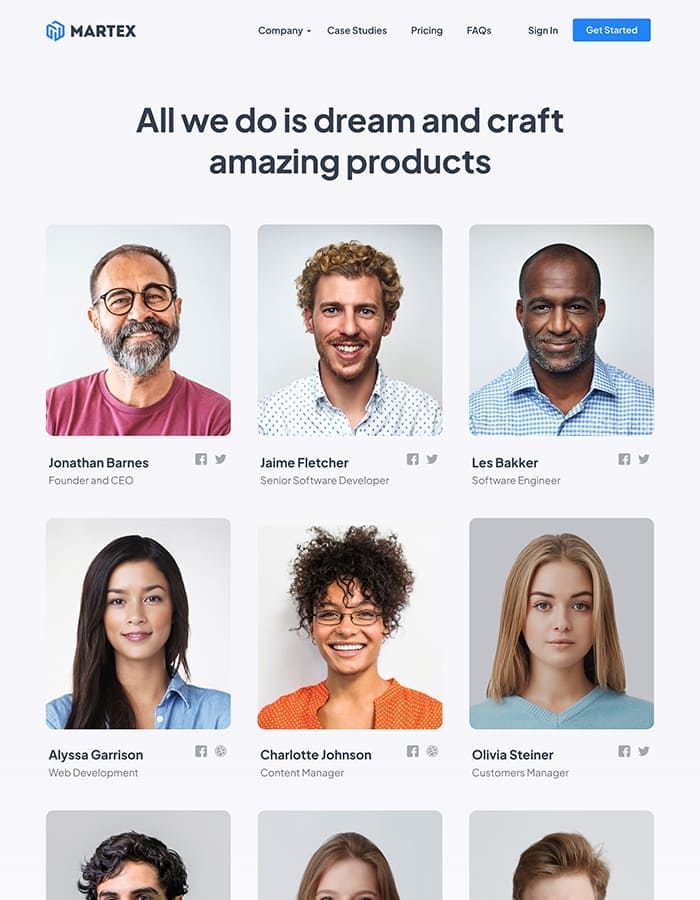 MARTEX
Company Case Studies Pricing FAQs Sign In Get Started
All we do is dream and craft
amazing products
Jonathan Barnes
Founder and CEO
Jaime Fletcher
Senior Software Developer
Les Bakker
Software Engineer
Alyssa Garrison
Web Development
Charlotte Johnson
Content Manager
Olivia Steiner
Customers Manager